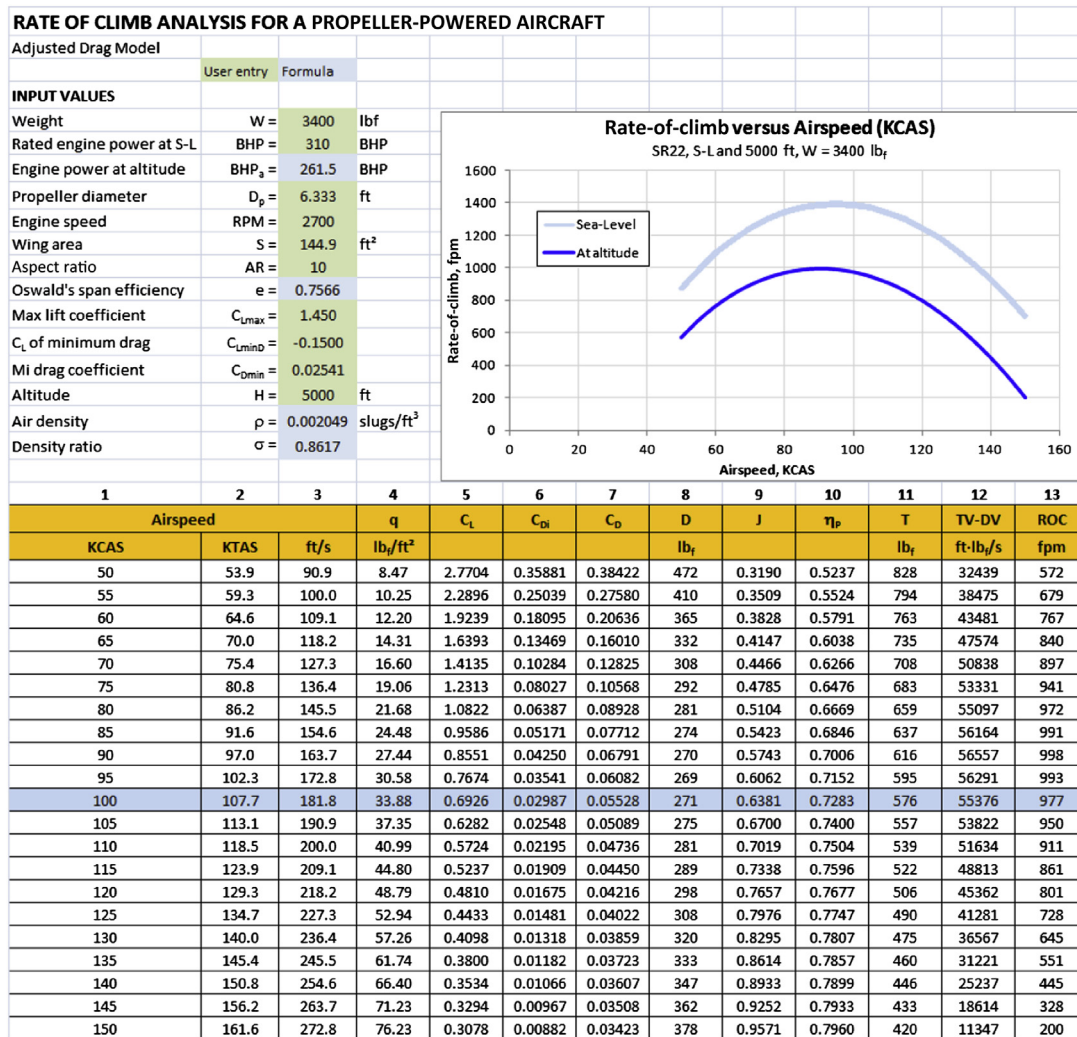 RATE OF CLIMB ANALYSIS FOR A PROPELLER-POWERED AIRCRAFT
Adjusted Drag Model
User entry Formula
INPUT VALUES
Weight W = 3400 lbf
Rated engine power at S-L BHP = 310 BHP
Engine power at altitude BHPa = 261.5 BHP
Propeller diameter Dp = 6.333 ft
Engine speed RPM = 2700
Wing area S = 144.9 ft²
Aspect ratio AR = 10
Oswald's span efficiency e = 0.7566
Max lift coefficient CLmax = 1.450
CL of minimum drag CLminD = -0.1500
Mi drag coefficient CDmin = 0.02541
Altitude H = 5000 ft
Air density ρ = 0.002049 slugs/ft³
Density ratio σ = 0.8617
Rate-of-climb versus Airspeed (KCAS)
SR22, S-L and 5000 ft, W = 3400 lbf
Rate-of-climb, fpm
1600
1400
1200
1000
800
600
400
200
0
Sea-Level
At altitude
0 20 40 60 80 100 120 140 160
Airspeed, KCAS
1 2 3 4 5 6 7 8 9 10 11 12 13
Airspeed q CL CDi CD D J ηP T TV-DV ROC
KCAS KTAS ft/s lbf/ft² lbf lbf ft·lbf/s fpm
50 53.9 90.9 8.47 2.7704 0.35881 0.38422 472 0.3190 0.5237 828 32439 572
55 59.3 100.0 10.25 2.2896 0.25039 0.27580 410 0.3509 0.5524 794 38475 679
60 64.6 109.1 12.20 1.9239 0.18095 0.20636 365 0.3828 0.5791 763 43481 767
65 70.0 118.2 14.31 1.6393 0.13469 0.16010 332 0.4147 0.6038 735 47574 840
70 75.4 127.3 16.60 1.4135 0.10284 0.12825 308 0.4466 0.6266 708 50838 897
75 80.8 136.4 19.06 1.2313 0.08027 0.10568 292 0.4785 0.6476 683 53331 941
80 86.2 145.5 21.68 1.0822 0.06387 0.08928 281 0.5104 0.6669 659 55097 972
85 91.6 154.6 24.48 0.9586 0.05171 0.07712 274 0.5423 0.6846 637 56164 991
90 97.0 163.7 27.44 0.8551 0.04250 0.06791 270 0.5743 0.7006 616 56557 998
95 102.3 172.8 30.58 0.7674 0.03541 0.06082 269 0.6062 0.7152 595 56291 993
100 107.7 181.8 33.88 0.6926 0.02987 0.05528 271 0.6381 0.7283 576 55376 977
105 113.1 190.9 37.35 0.6282 0.02548 0.05089 275 0.6700 0.7400 557 53822 950
110 118.5 200.0 40.99 0.5724 0.02195 0.04736 281 0.7019 0.7504 539 51634 911
115 123.9 209.1 44.80 0.5237 0.01909 0.04450 289 0.7338 0.7596 522 48813 861
120 129.3 218.2 48.79 0.4810 0.01675 0.04216 298 0.7657 0.7677 506 45362 801
125 134.7 227.3 52.94 0.4433 0.01481 0.04022 308 0.7976 0.7747 490 41281 728
130 140.0 236.4 57.26 0.4098 0.01318 0.03859 320 0.8295 0.7807 475 36567 645
135 145.4 245.5 61.74 0.3800 0.01182 0.03723 333 0.8614 0.7857 460 31221 551
140 150.8 254.6 66.40 0.3534 0.01066 0.03607 347 0.8933 0.7899 446 25237 445
145 156.2 263.7 71.23 0.3294 0.00967 0.03508 362 0.9252 0.7933 433 18614 328
150 161.6 272.8 76.23 0.3078 0.00882 0.03423 378 0.9571 0.7960 420 11347 200